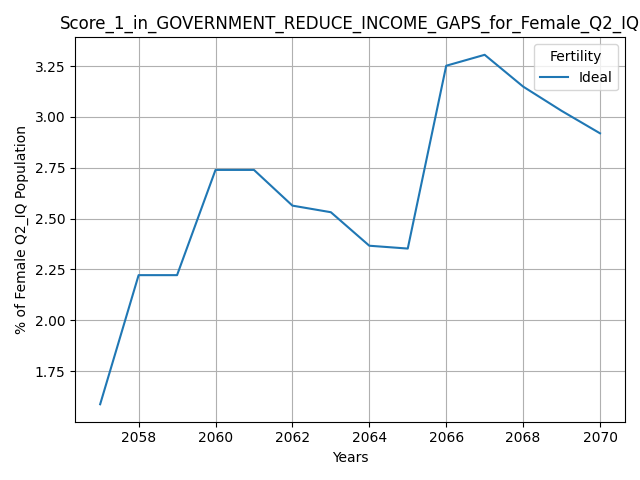 Score_1_in_GOVERNMENT_REDUCE_INCOME_GAPS_for_Female_Q2_IQ
Fertility
Ideal
3.25
3.00
2.75
2.50
2.25
2.00
1.75
% of Female Q2_IQ Population
2058 2060 2062 2064 2066 2068 2070
Years